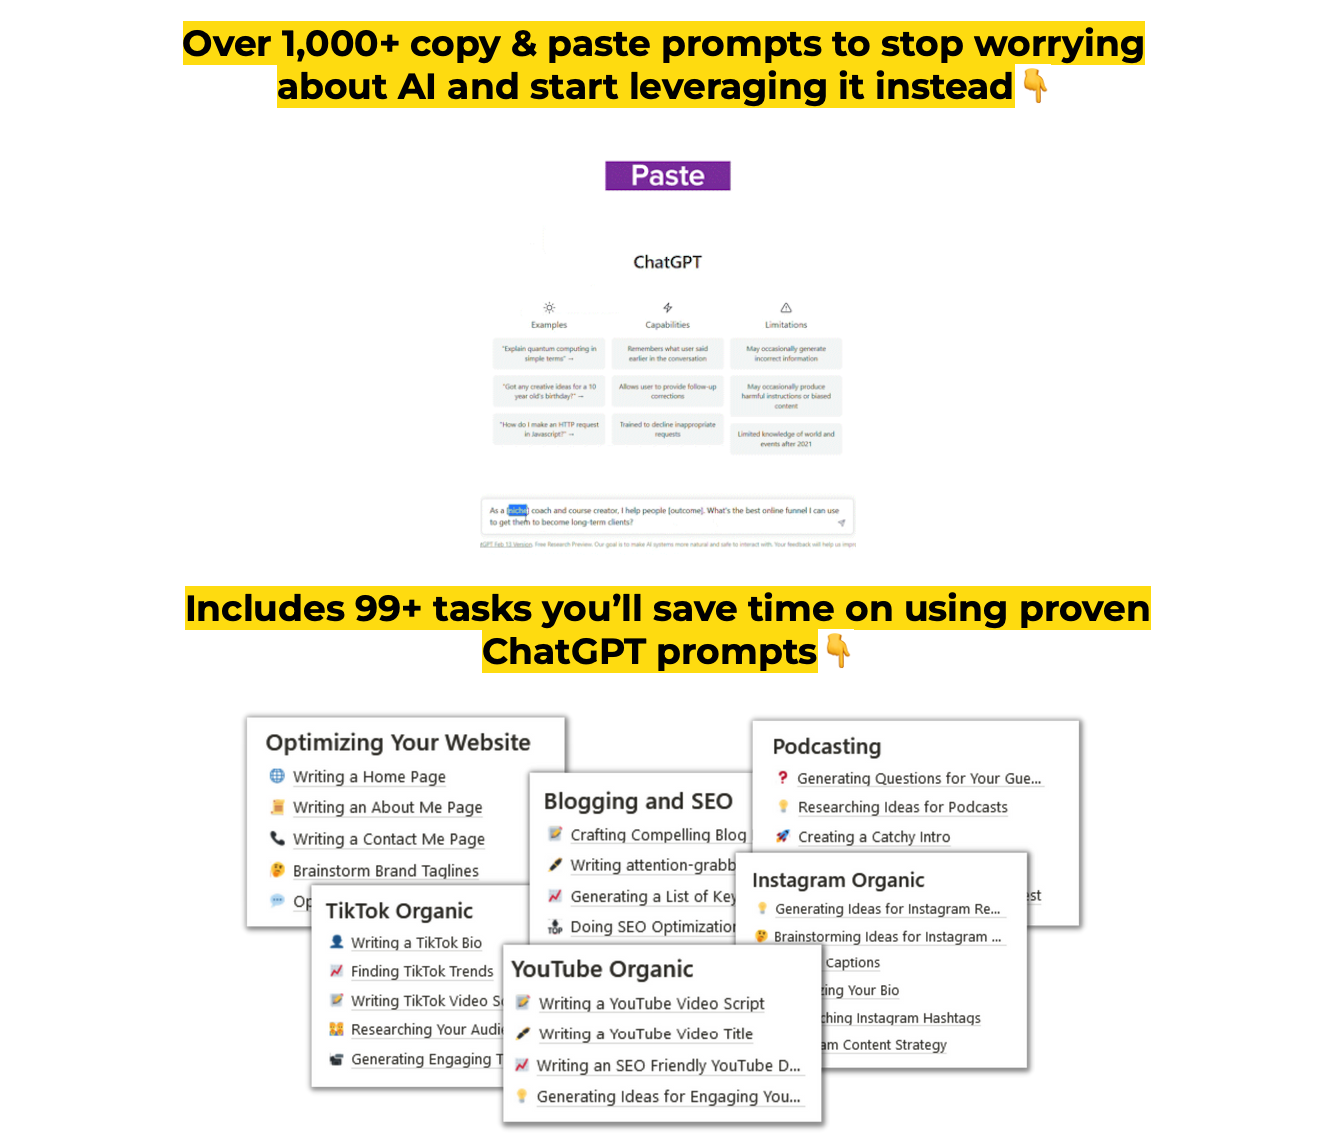 Over 1,000+ copy & paste prompts to stop worrying
about AI and start leveraging it instead👇
Paste
ChatGPT
Examples
Capabilities
Limitations
"Explain quantum computing in
simple terms" →
Remembers what user said
earlier in the conversation
May occasionally generate
incorrect information
"Got any creative ideas for a 10
year old's birthday?" →
Allows user to provide follow-up
corrections
May occasionally produce
harmful instructions or biased
content
"How do I make an HTTP request
in Javascript?" →
Trained to decline inappropriate
requests
Limited knowledge of world and
events after 2021
As a [niche] coach and course creator, I help people [outcome]. What's the best online funnel I can use
to get them to become long-term clients?
tGPT Feb 13 Version. Free Research Preview. Our goal is to make AI systems more natural and safe to interact with. Your feedback will help us impro
Includes 99+ tasks you’ll save time on using proven
ChatGPT prompts👇
Optimizing Your Website
Writing a Home Page
Writing an About Me Page
Writing a Contact Me Page
Brainstorm Brand Taglines
Op
Blogging and SEO
Crafting Compelling Blog
Writing attention-grabb
Generating a List of Key
TOP
Doing SEO Optimization
Podcasting
Generating Questions for Your Gue...
Researching Ideas for Podcasts
Creating a Catchy Intro
est
TikTok Organic
Writing a TikTok Bio
Finding TikTok Trends
Writing TikTok Video Sc
Researching Your Audie
Generating Engaging T
YouTube Organic
Writing a YouTube Video Script
Writing a YouTube Video Title
Writing an SEO Friendly YouTube D...
Generating Ideas for Engaging You...
Instagram Organic
Generating Ideas for Instagram Re...
Brainstorming Ideas for Instagram ...
Captions
zing Your Bio
ching Instagram Hashtags
am Content Strategy